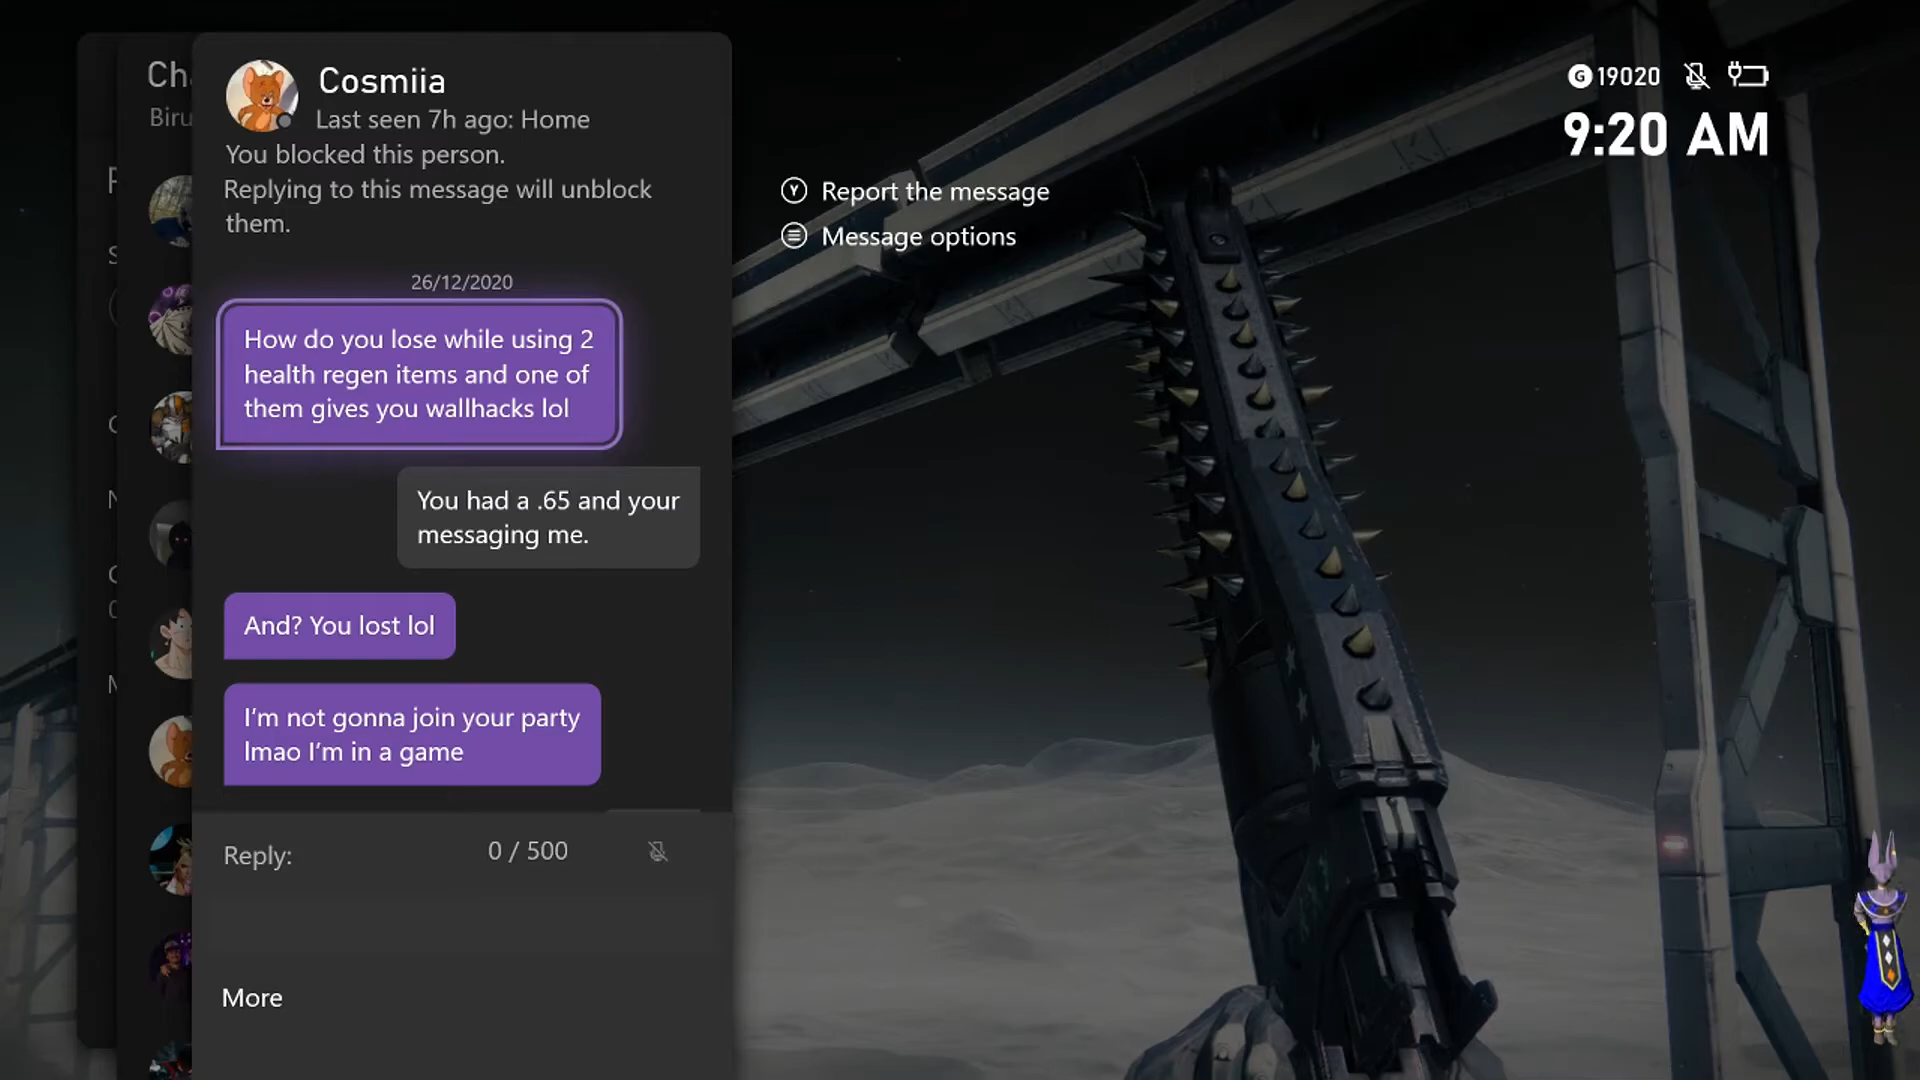 Cha
Biru
Cosmiia
Last seen 7h ago: Home
You blocked this person.
Replying to this message will unblock
them.
26/12/2020
How do you lose while using 2
health regen items and one of
them gives you wallhacks lol
You had a .65 and your
messaging me.
And? You lost lol
I'm not gonna join your party
lmao I'm in a game
Reply:
0 / 500
More
Report the message
Message options
G 19020
9:20 AM